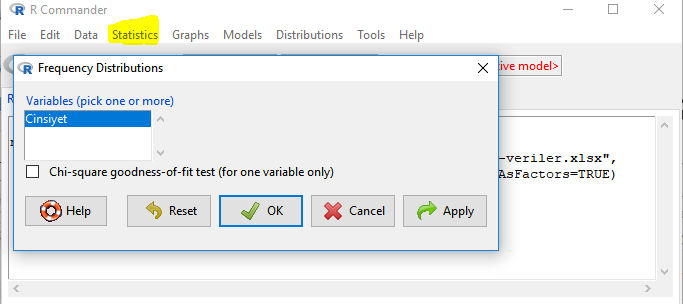 R Commander
File Edit Data Statistics Graphs Models Distributions Tools Help
Frequency Distributions
ive model>
Variables (pick one or more)
Cinsiyet
-veriler.xlsx",
AsFactors=TRUE)
Chi-square goodness-of-fit test (for one variable only)
Help Reset OK Cancel Apply